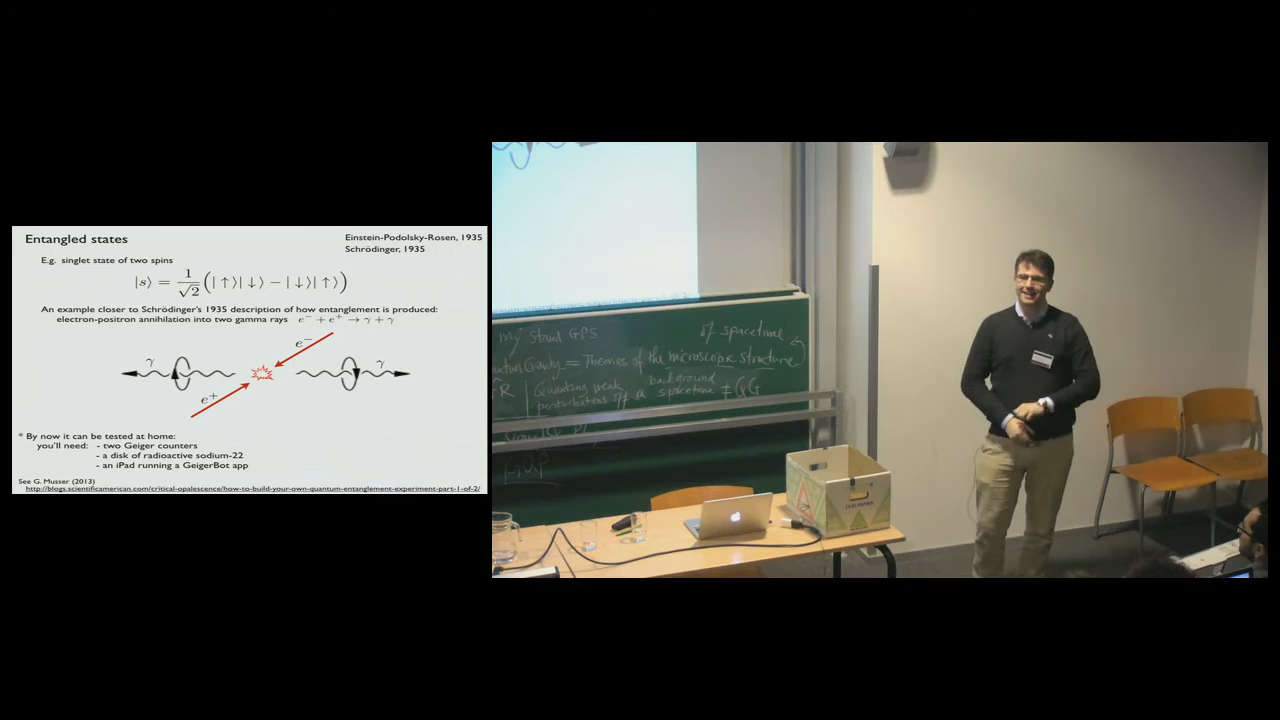 Entangled states
Einstein-Podolsky-Rosen, 1935
Schrödinger, 1935
E.g. singlet state of two spins
|s⟩ = 1/√2 (|↑⟩|↓⟩ − |↓⟩|↑⟩)
An example closer to Schrödinger's 1935 description of how entanglement is produced:
electron-positron annihilation into two gamma rays e⁻ + e⁺ → γ + γ
e⁻
γ
γ
e⁺
* By now it can be tested at home:
you'll need: - two Geiger counters
- a disk of radioactive sodium-22
- an iPad running a GeigerBot app
See G. Musser (2013)
http://blogs.scientificamerican.com/critical-opalescence/how-to-build-your-own-quantum-entanglement-experiment-part-1-of-2/
My Stand GPS
of spacetime
Gravity = Theories of the microscopic structure
Quantizing weak background
perturbations off a spacetime ≠ QG